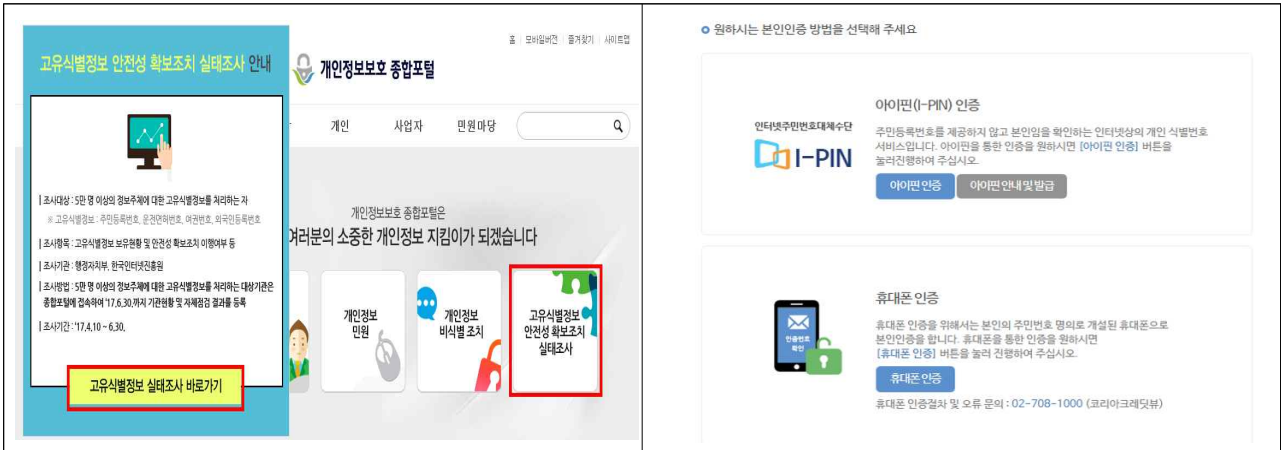 고유식별정보 안전성 확보조치 실태조사 안내
| 조사대상 : 5만 명 이상의 정보주체에 대한 고유식별정보를 처리하는 자
※ 고유식별정보 : 주민등록번호, 운전면허번호, 여권번호, 외국인등록번호
| 조사항목 : 고유식별정보 보유현황 및 안전성 확보조치 이행여부 등
| 조사기관 : 행정자치부, 한국인터넷진흥원
| 조사방법 : 5만 명 이상의 정보주체에 대한 고유식별정보를 처리하는 대상기관은
종합포털에 접속하여 '17.6.30.까지 기관현황 및 자체점검 결과를 등록
| 조사기간 : '17.4.10 ~ 6.30.
고유식별정보 실태조사 바로가기
홈 | 모바일버전 | 즐겨찾기 | 사이트맵
개인정보보호 종합포털
개인 사업자 민원마당
개인정보보호 종합포털은
여러분의 소중한 개인정보 지킴이가 되겠습니다
개인정보
민원
개인정보
비식별 조치
고유식별정보
안전성 확보조치
실태조사
원하시는 본인인증 방법을 선택해 주세요
인터넷주민번호대체수단
I-PIN
아이핀(I-PIN) 인증
주민등록번호를 제공하지 않고 본인임을 확인하는 인터넷상의 개인 식별번호
서비스입니다. 아이핀을 통한 인증을 원하시면 [아이핀 인증] 버튼을
눌러진행하여 주십시오.
아이핀 인증 아이핀 안내 및 발급
인증번호
확인
휴대폰 인증
휴대폰 인증을 위해서는 본인의 주민번호 명의로 개설된 휴대폰으로
본인인증을 합니다. 휴대폰을 통한 인증을 원하시면
[휴대폰 인증] 버튼을 눌러 진행하여 주십시오.
휴대폰 인증
휴대폰 인증절차 및 오류 문의 : 02-708-1000 (코리아크레딧뷰)